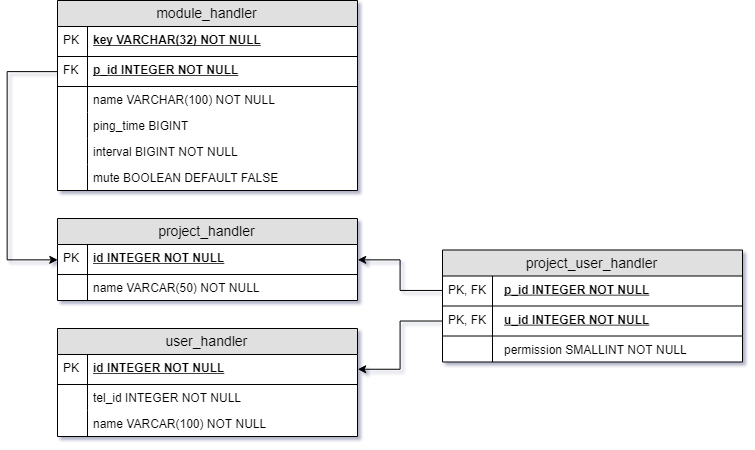 module_handler
PK key VARCHAR(32) NOT NULL
FK p_id INTEGER NOT NULL
name VARCHAR(100) NOT NULL
ping_time BIGINT
interval BIGINT NOT NULL
mute BOOLEAN DEFAULT FALSE
project_handler
PK id INTEGER NOT NULL
name VARCAR(50) NOT NULL
user_handler
PK id INTEGER NOT NULL
tel_id INTEGER NOT NULL
name VARCAR(100) NOT NULL
project_user_handler
PK, FK p_id INTEGER NOT NULL
PK, FK u_id INTEGER NOT NULL
permission SMALLINT NOT NULL